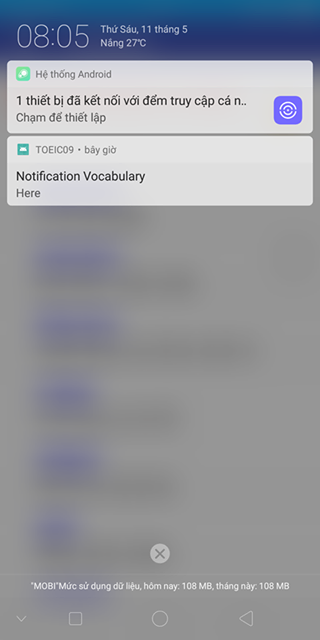 08:05
Thứ Sáu, 11 tháng 5
Nắng 27°C
Hệ thống Android
1 thiết bị đã kết nối với đểm truy cập cá n..
Chạm để thiết lập
TOEIC09 • bây giờ
Notification Vocabulary
Here
"MOBI"Mức sử dụng dữ liệu, hôm nay: 108 MB, tháng này: 108 MB